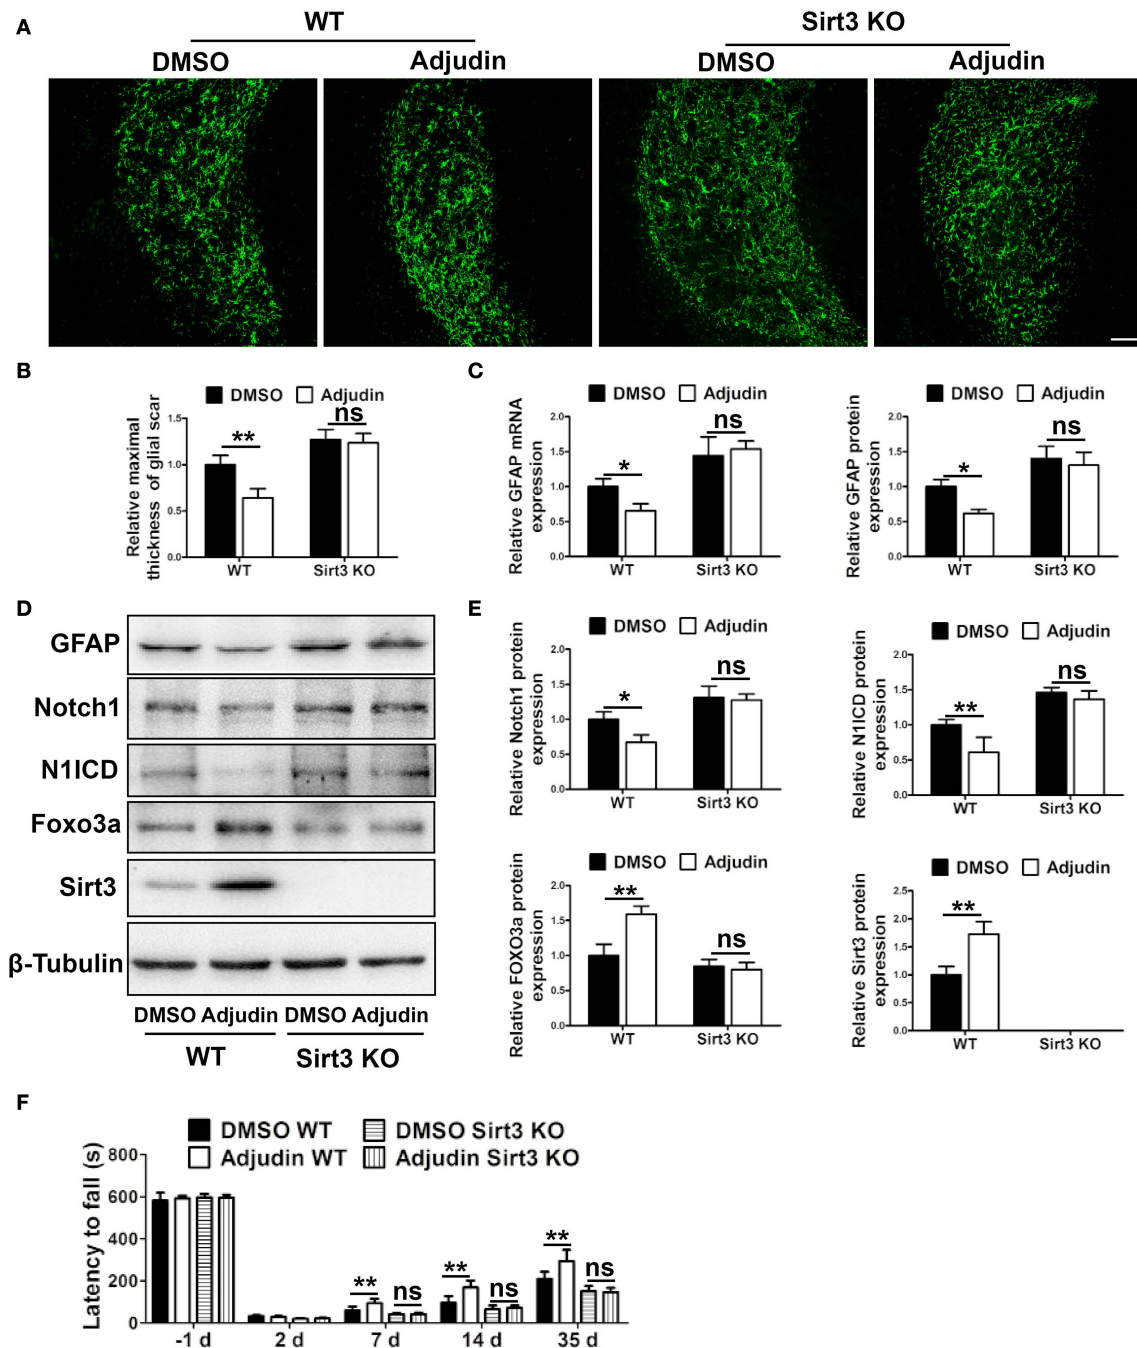 A
WT
Sirt3 KO
DMSO
Adjudin
DMSO
Adjudin
B
DMSO
Adjudin
Relative maximal
thickness of glial scar
1.5
1.0
0.5
0.0
**
ns
WT
Sirt3 KO
C
DMSO
Adjudin
Relative GFAP mRNA
expression
2.0
1.5
1.0
0.5
0.0
*
ns
WT
Sirt3 KO
DMSO
Adjudin
Relative GFAP protein
expression
2.0
1.5
1.0
0.5
0.0
*
ns
WT
Sirt3 KO
D
GFAP
Notch1
N1ICD
Foxo3a
Sirt3
β-Tubulin
DMSO Adjudin DMSO Adjudin
WT
Sirt3 KO
E
DMSO
Adjudin
Relative Notch1 protein
expression
2.0
1.5
1.0
0.5
0.0
*
ns
WT
Sirt3 KO
DMSO
Adjudin
Relative N1ICD protein
expression
2.0
1.5
1.0
0.5
0.0
**
ns
WT
Sirt3 KO
DMSO
Adjudin
Relative FOXO3a protein
expression
2.0
1.5
1.0
0.5
0.0
**
ns
WT
Sirt3 KO
DMSO
Adjudin
Relative Sirt3 protein
expression
2.5
2.0
1.5
1.0
0.5
0.0
**
WT
Sirt3 KO
F
DMSO WT
DMSO Sirt3 KO
Adjudin WT
Adjudin Sirt3 KO
Latency to fall (s)
800
600
400
200
0
**
ns
**
ns
**
ns
-1 d
2 d
7 d
14 d
35 d